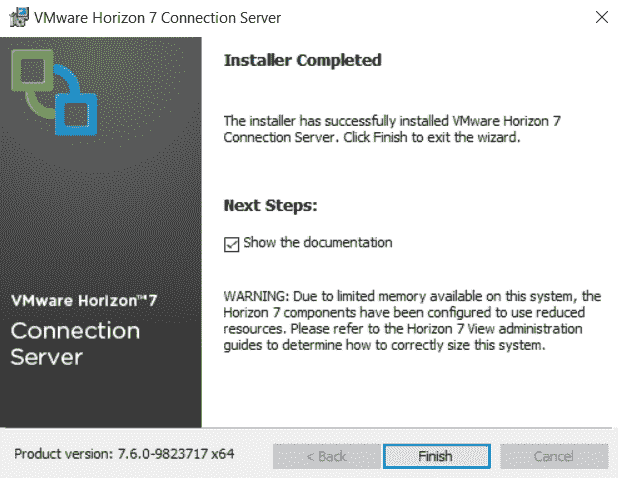 VMware Horizon 7 Connection Server
Installer Completed
The installer has successfully installed VMware Horizon 7
Connection Server. Click Finish to exit the wizard.
Next Steps:
Show the documentation
VMware Horizon™7
Connection
Server
WARNING: Due to limited memory available on this system, the
Horizon 7 components have been configured to use reduced
resources. Please refer to the Horizon 7 View administration
guides to determine how to correctly size this system.
Product version: 7.6.0-9823717 x64
< Back
Finish
Cancel